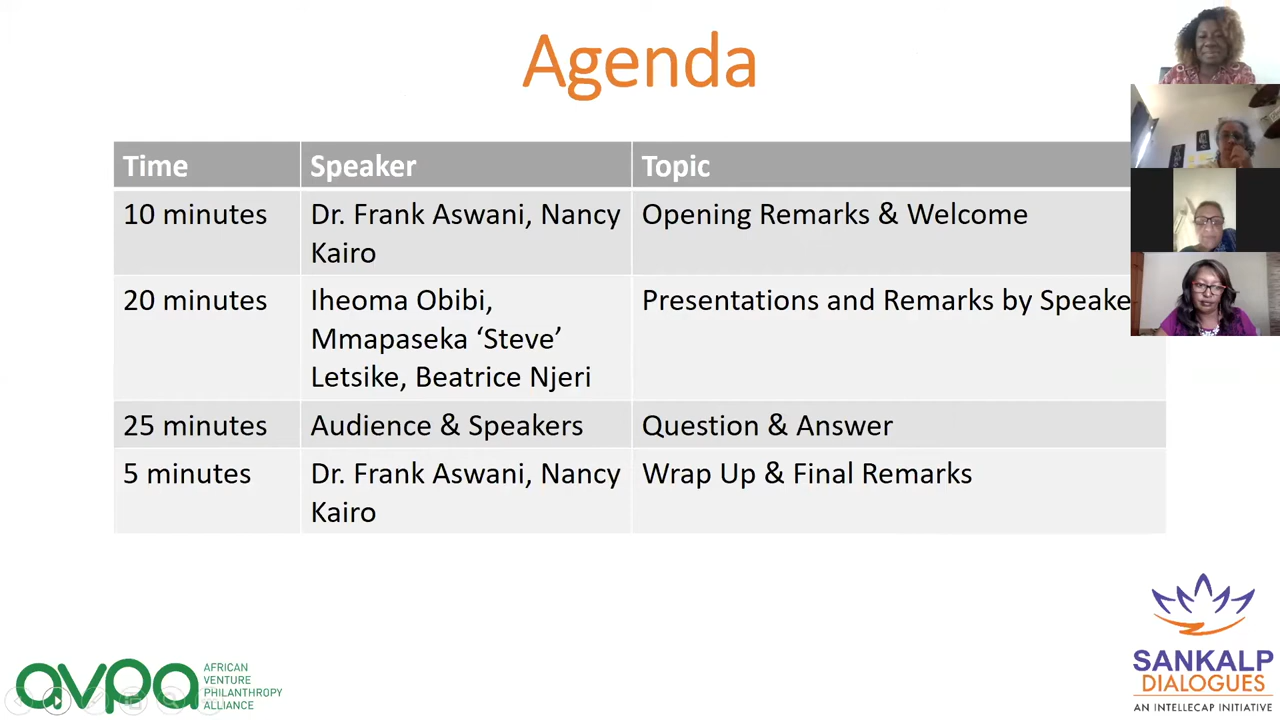 Agenda
Time Speaker Topic
10 minutes Dr. Frank Aswani, Nancy Opening Remarks & Welcome
Kairo
20 minutes Iheoma Obibi, Presentations and Remarks by Speake
Mmapaseka ‘Steve’
Letsike, Beatrice Njeri
25 minutes Audience & Speakers Question & Answer
5 minutes Dr. Frank Aswani, Nancy Wrap Up & Final Remarks
Kairo
avpa
AFRICAN
VENTURE
PHILANTHROPY
ALLIANCE
SANKALP
DIALOGUES
AN INTELLECAP INITIATIVE